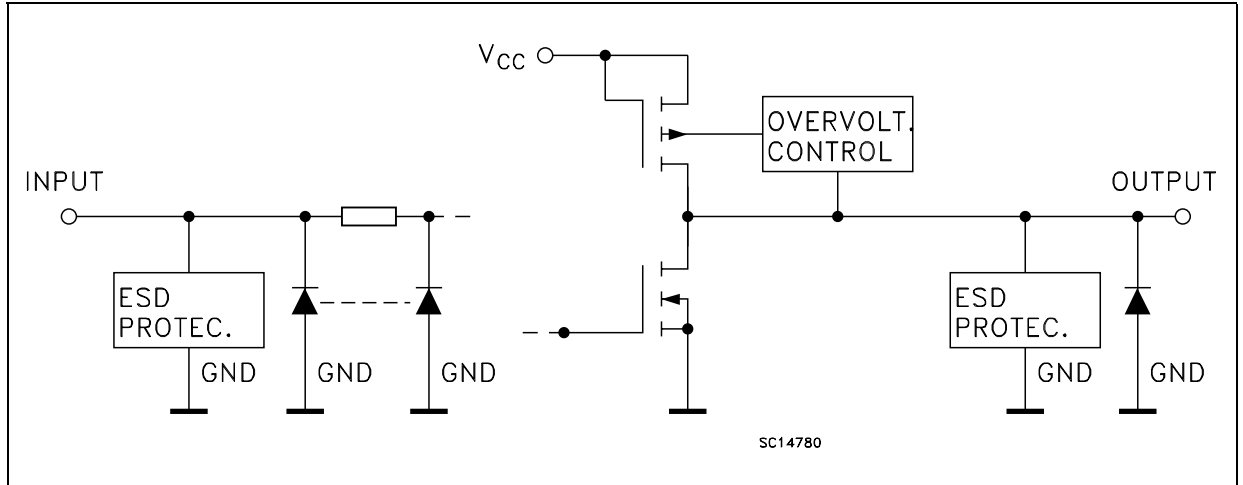 VCC
OVERVOLT.
CONTROL
INPUT
OUTPUT
ESD
PROTEC.
GND
GND
GND
ESD
PROTEC.
GND
GND
SC14780